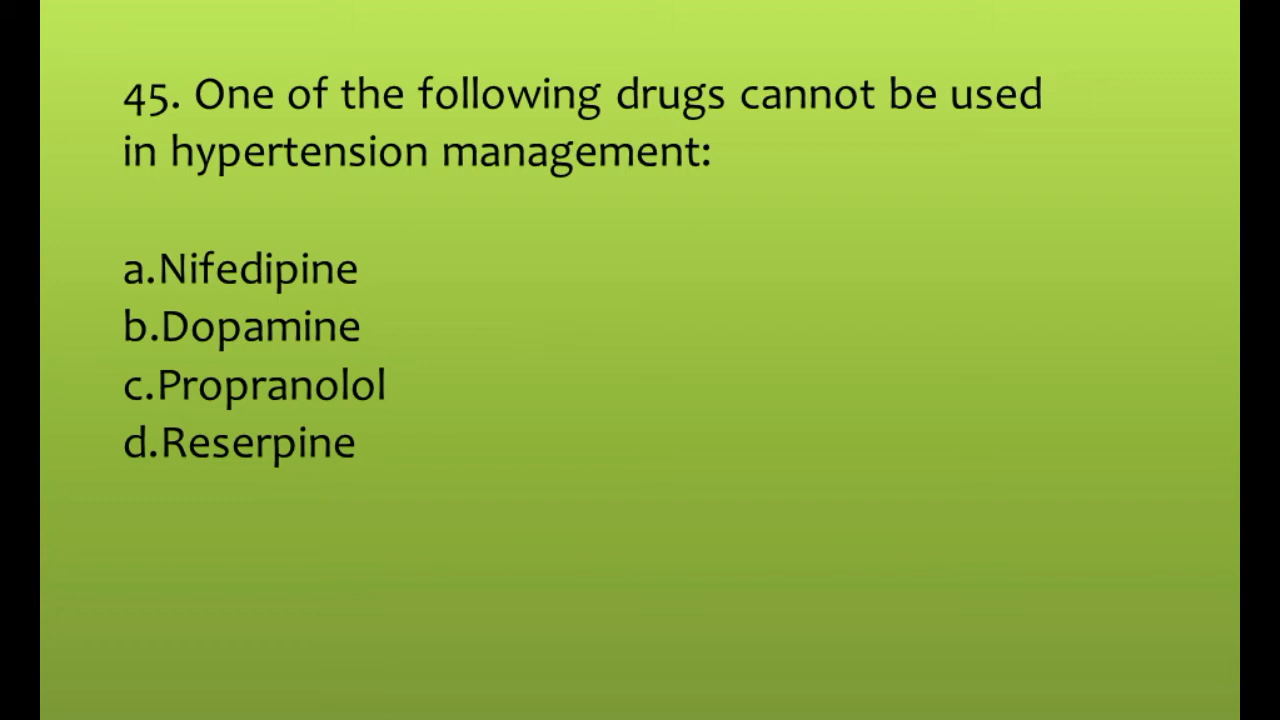 45. One of the following drugs cannot be used
in hypertension management:
a.Nifedipine
b.Dopamine
c.Propranolol
d.Reserpine